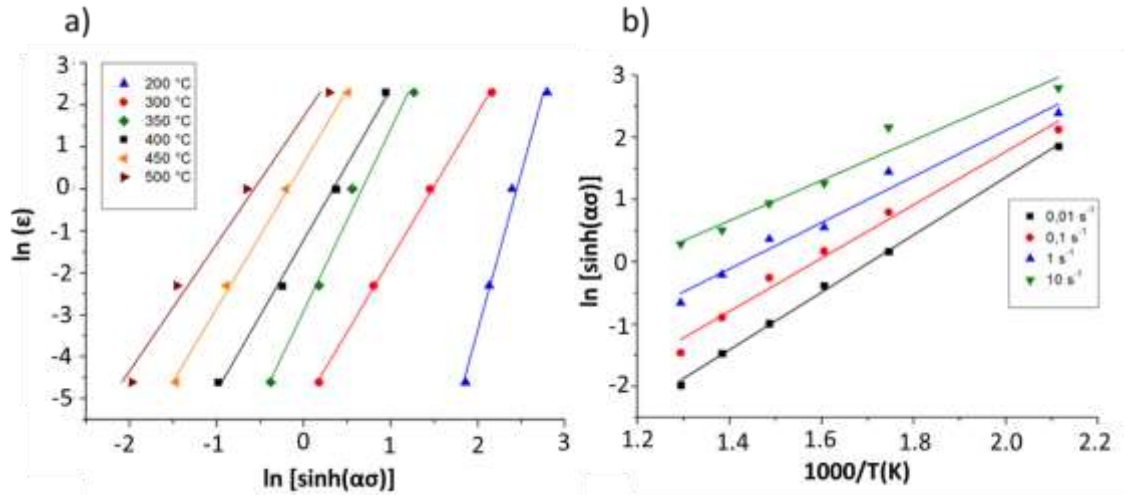 a)
3
2
1
0
-1
-2
-3
-4
-5
ln (ε)
200 °C
300 °C
350 °C
400 °C
450 °C
500 °C
-2
-1
0
1
2
3
ln [sinh(ασ)]
b)
3
2
1
0
-1
-2
ln [sinh(ασ)]
0,01 s⁻¹
0,1 s⁻¹
1 s⁻¹
10 s⁻¹
1.2
1.4
1.6
1.8
2.0
2.2
1000/T(K)